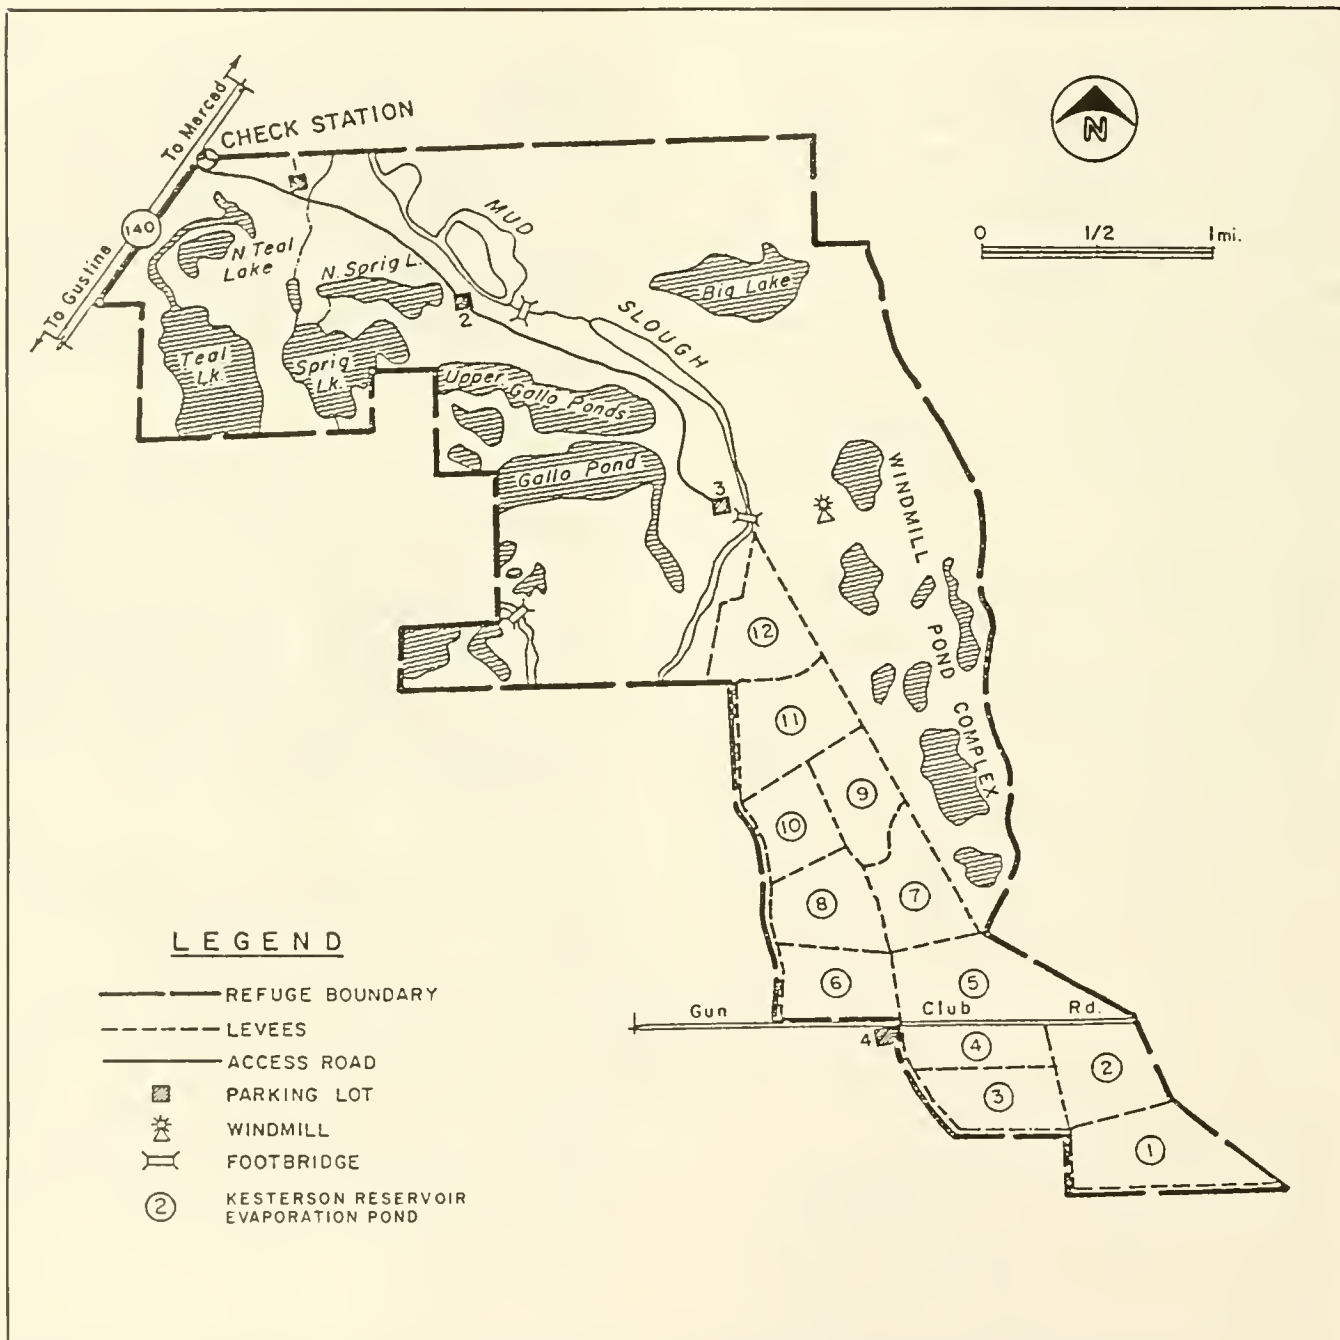 To Marcad
CHECK STATION
N
140
To Gustine
MUD
N. Teal
Lake
N. Sprig L.
0 1/2 1mi.
Big Lake
2
SLOUGH
Teal
Lk.
Sprig
Lk.
Upper
Gallo Ponds
Gallo Pond
3
WINDMILL
POND
COMPLEX
12
11
9
10
8
7
6
5
Gun Club Rd.
4
4
2
3
1
LEGEND
REFUGE BOUNDARY
LEVEES
ACCESS ROAD
PARKING LOT
WINDMILL
FOOTBRIDGE
2
KESTERSON RESERVOIR
EVAPORATION POND